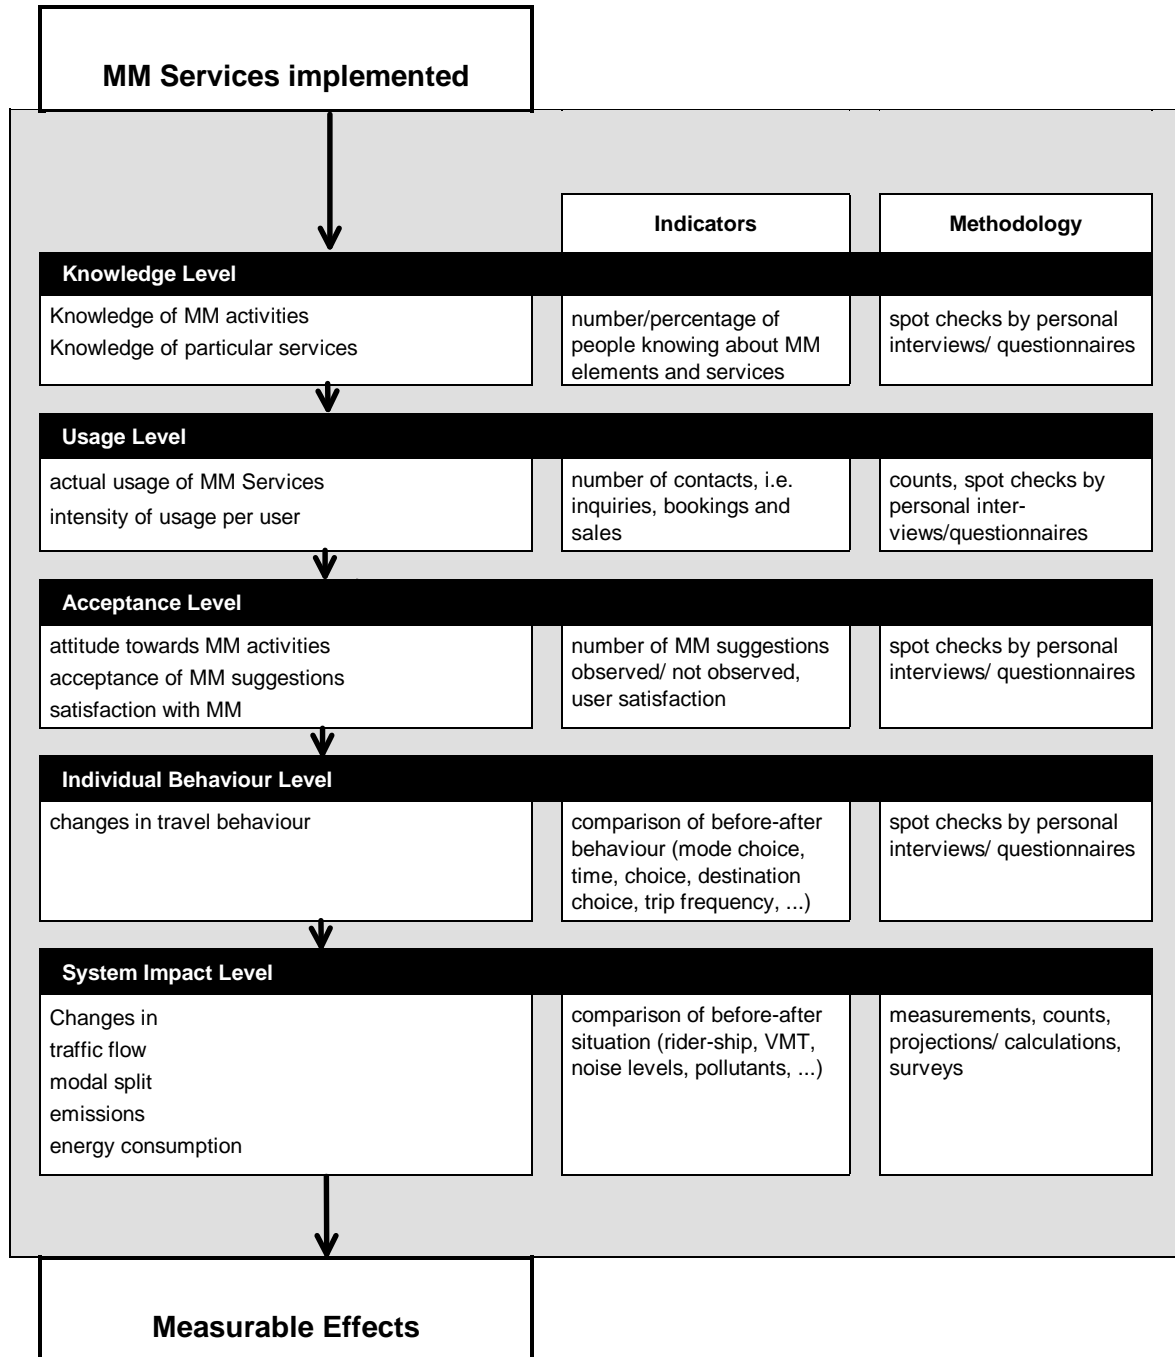 MM Services implemented
Indicators
Methodology
Knowledge Level
Knowledge of MM activities
Knowledge of particular services
number/percentage of
people knowing about MM
elements and services
spot checks by personal
interviews/ questionnaires
Usage Level
actual usage of MM Services
intensity of usage per user
number of contacts, i.e.
inquiries, bookings and
sales
counts, spot checks by
personal inter-
views/questionnaires
Acceptance Level
attitude towards MM activities
acceptance of MM suggestions
satisfaction with MM
number of MM suggestions
observed/ not observed,
user satisfaction
spot checks by personal
interviews/ questionnaires
Individual Behaviour Level
changes in travel behaviour
comparison of before-after
behaviour (mode choice,
time, choice, destination
choice, trip frequency, ...)
spot checks by personal
interviews/ questionnaires
System Impact Level
Changes in
traffic flow
modal split
emissions
energy consumption
comparison of before-after
situation (rider-ship, VMT,
noise levels, pollutants, ...)
measurements, counts,
projections/ calculations,
surveys
Measurable Effects